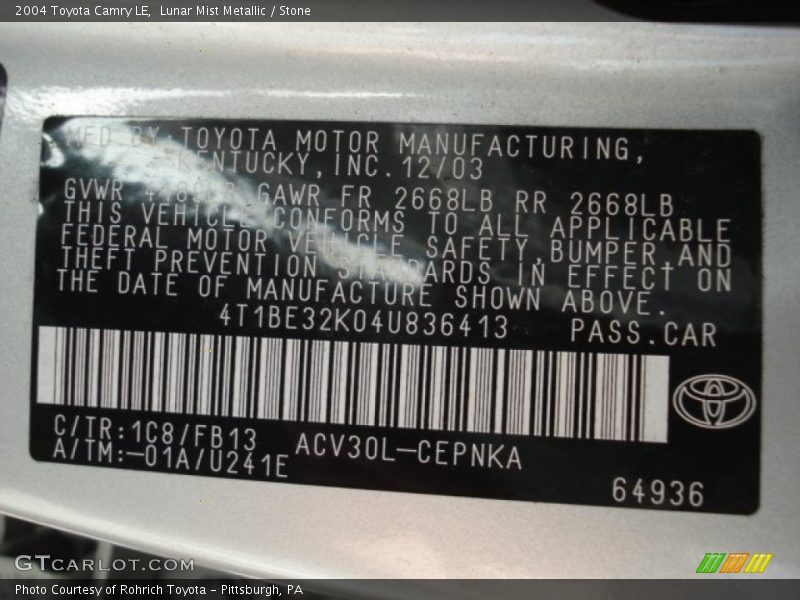 2004 Toyota Camry LE, Lunar Mist Metallic / Stone
MFD BY TOYOTA MOTOR MANUFACTURING,
KENTUCKY, INC. 12/03
GVWR GAWR FR 2668LB RR 2668LB
THIS VEHICLE CONFORMS TO ALL APPLICABLE
FEDERAL MOTOR VEHICLE SAFETY, BUMPER, AND
THEFT PREVENTION STANDARDS IN EFFECT ON
THE DATE OF MANUFACTURE SHOWN ABOVE.
4T1BE32K04U836413 PASS. CAR
C/TR: 1C8/FB13 ACV30L-CEPNKA
A/TM: -01A/U241E
64936
GTCARLOT.COM
Photo Courtesy of Rohrich Toyota - Pittsburgh, PA